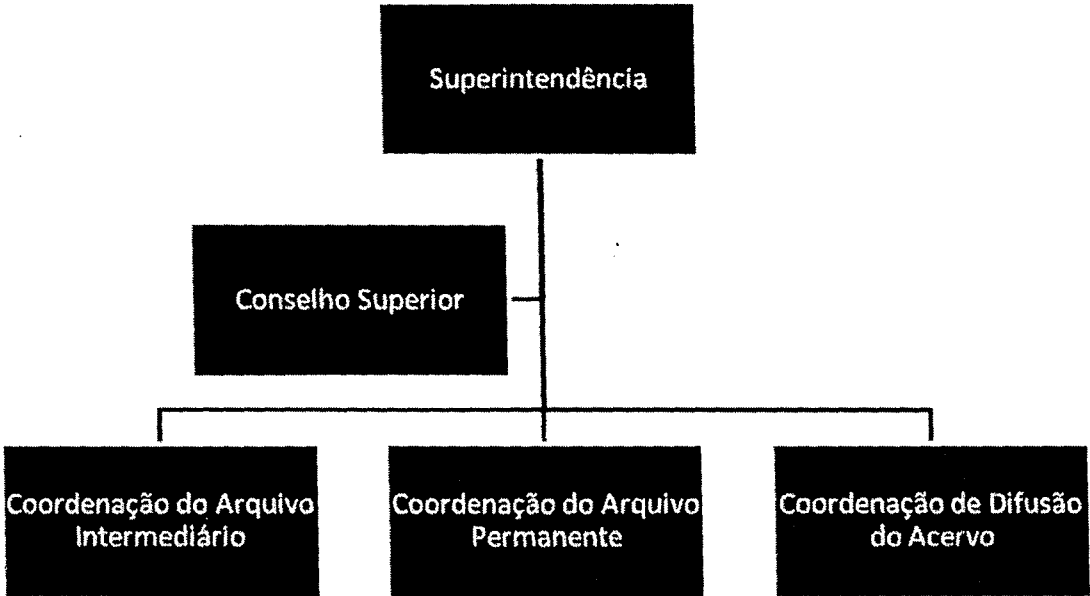 Superintendência
Conselho Superior
Coordenação do Arquivo
Intermediário
Coordenação do Arquivo
Permanente
Coordenação de Difusão
do Acervo